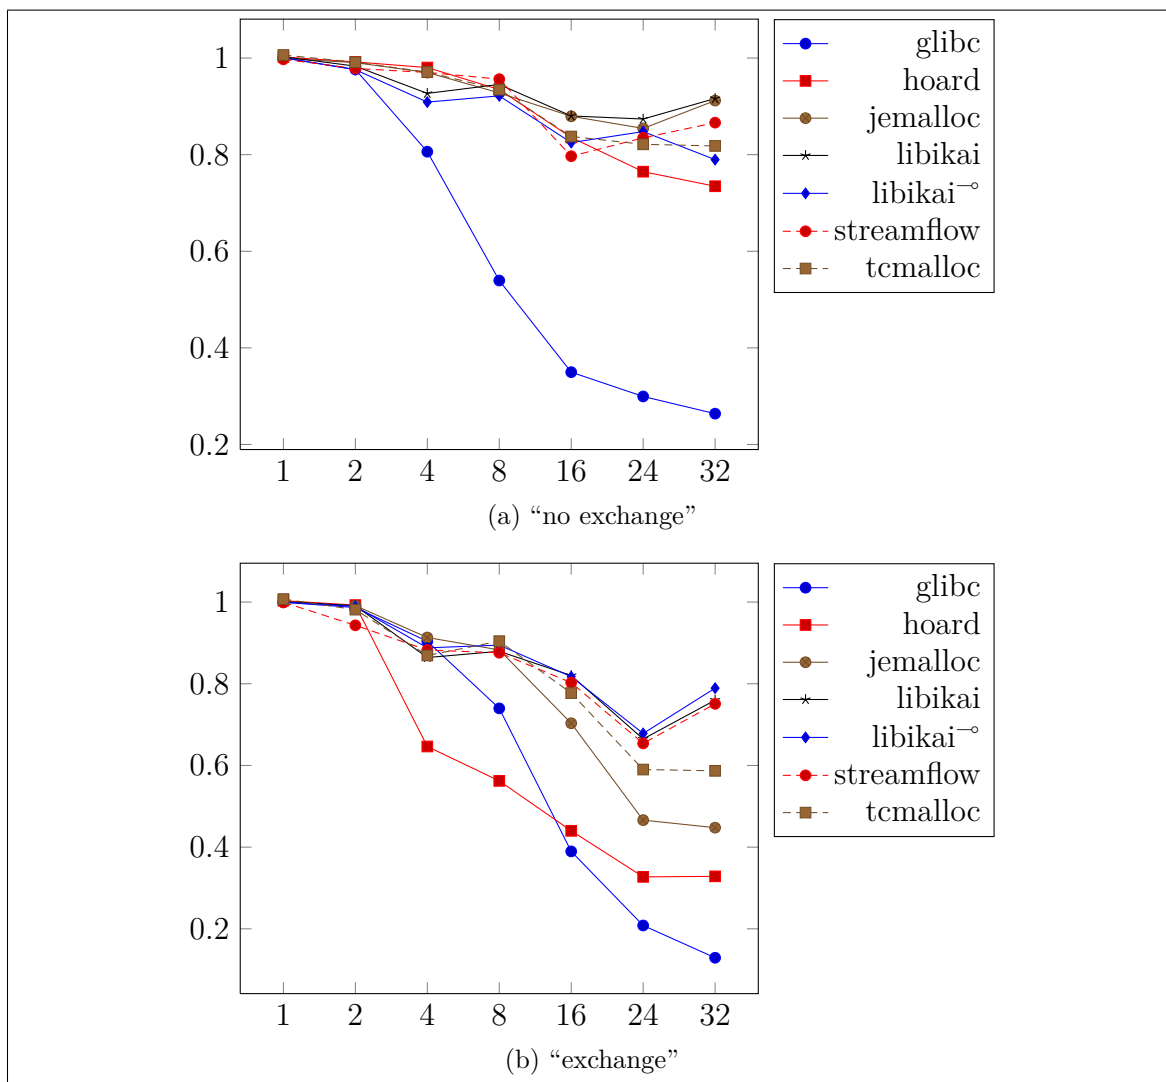 1
0.8
0.6
0.4
0.2
1 2 4 8 16 24 32
glibc
hoard
jemalloc
libikai
libikai⊸
streamflow
tcmalloc
(a) “no exchange”
1
0.8
0.6
0.4
0.2
1 2 4 8 16 24 32
glibc
hoard
jemalloc
libikai
libikai⊸
streamflow
tcmalloc
(b) “exchange”